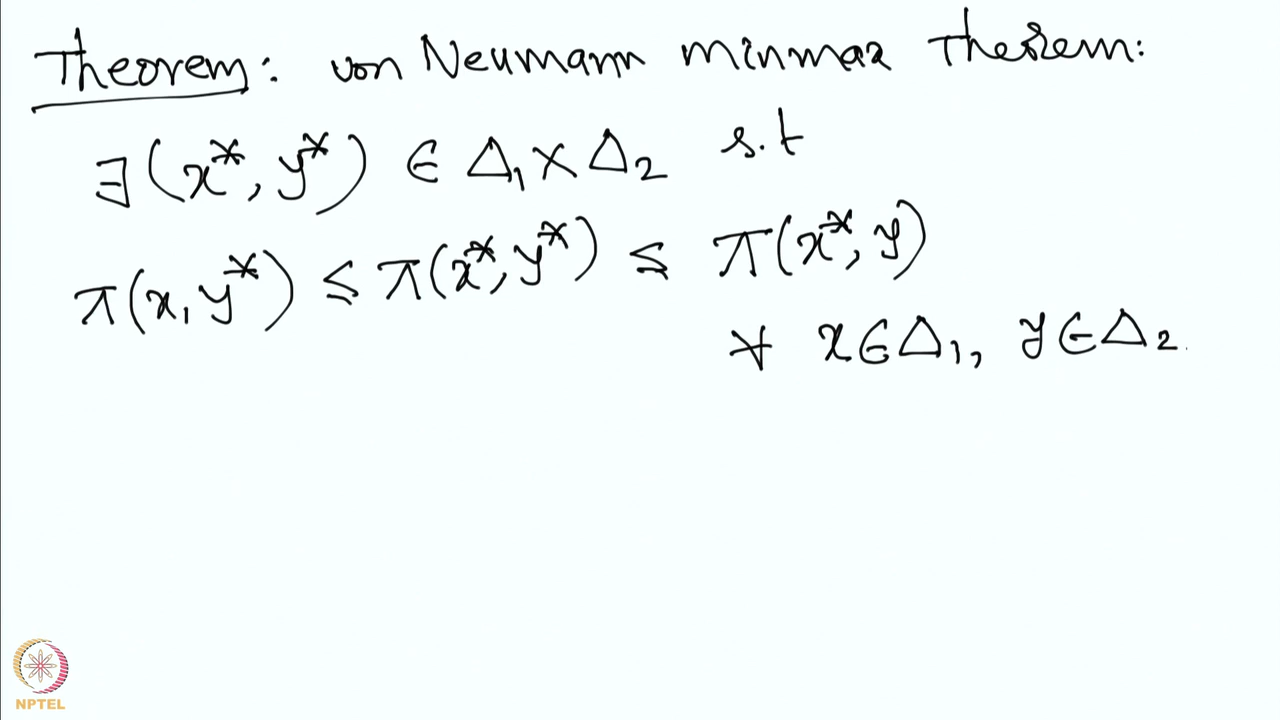 Theorem: von Neumann minmax Theorem:
∃ (x*, y*) ∈ Δ₁ × Δ₂ s.t
π(x, y*) ≤ π(x*, y*) ≤ π(x*, y)
∀ x ∈ Δ₁, y ∈ Δ₂.
NPTEL